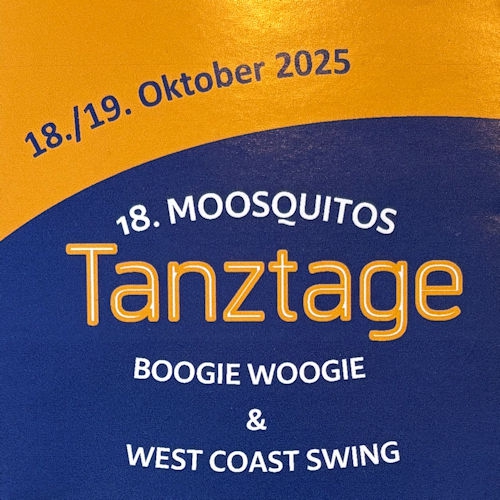 18./19. Oktober 2025
18. MOOSQUITOS
Tanztage
BOOGIE WOOGIE
&
WEST COAST SWING